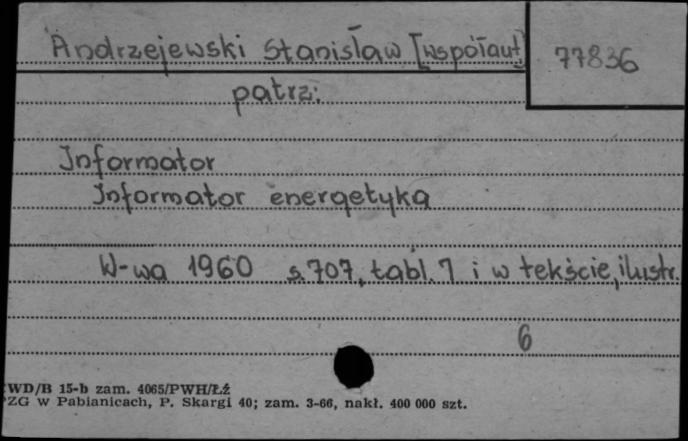 Andrzejewski Stanisław [współaut]
77836
patrz:
Informator
Informator energetyka
W-wa 1960 s. 707, tabl. 7 i w tekście, ilustr.
6
WD/B 15-b zam. 4065/PWH/Łź
ZG w Pabianicach, P. Skargi 40; zam. 3-66, nakł. 400 000 szt.